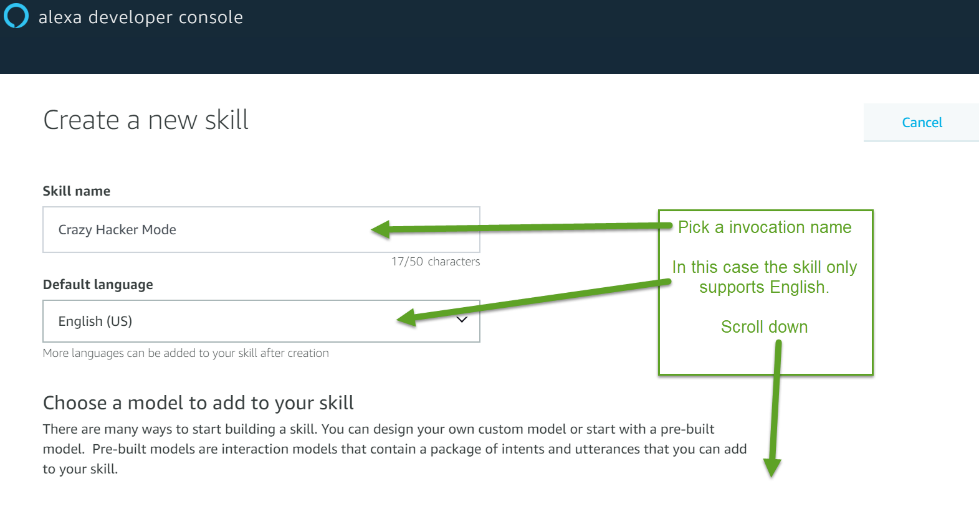 alexa developer console
Create a new skill
Cancel
Skill name
Crazy Hacker Mode
17/50 characters
Default language
English (US)
More languages can be added to your skill after creation
Pick a invocation name
In this case the skill only
supports English.
Scroll down
Choose a model to add to your skill
There are many ways to start building a skill. You can design your own custom model or start with a pre-built
model.  Pre-built models are interaction models that contain a package of intents and utterances that you can add
to your skill.